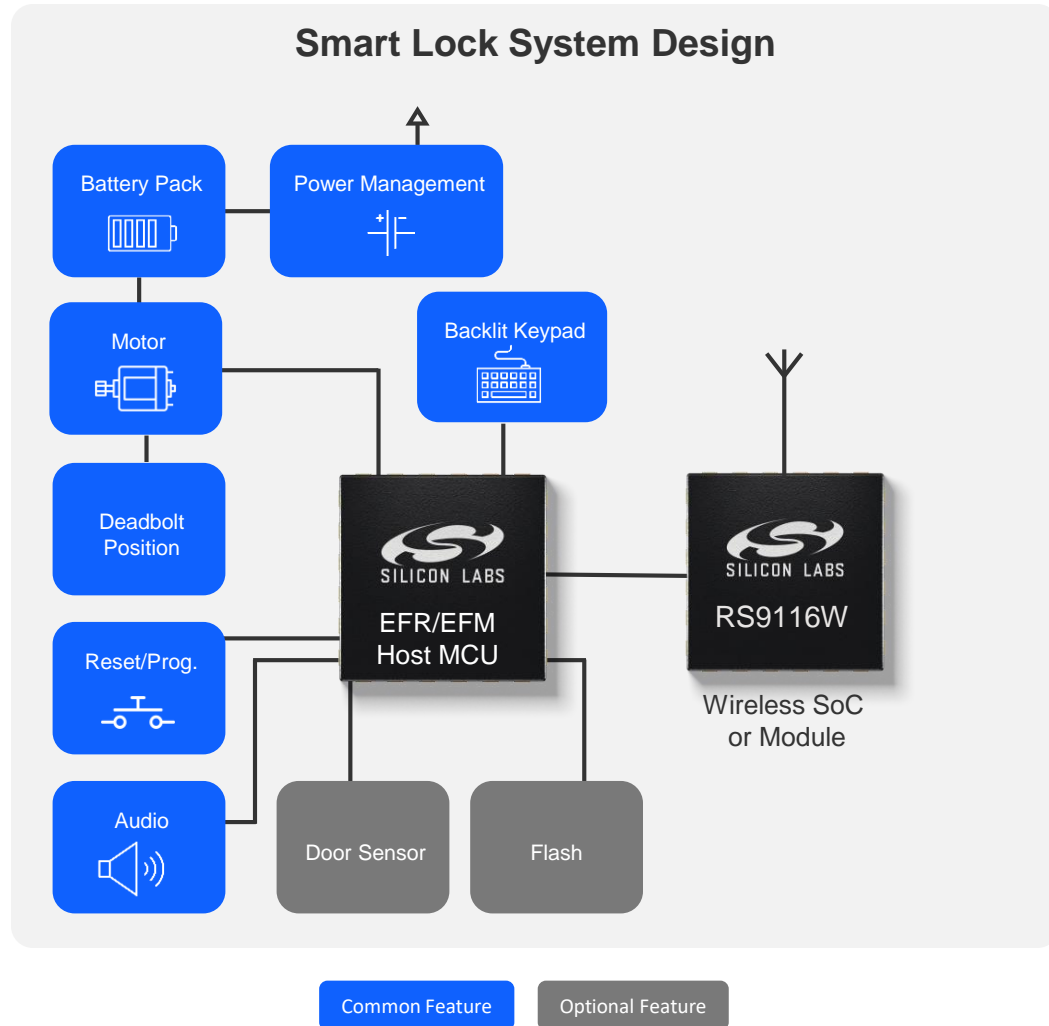 Smart Lock System Design
Battery Pack
Power Management
+ -
Motor
Backlit Keypad
Deadbolt
Position
SILICON LABS
EFR/EFM
Host MCU
SILICON LABS
RS9116W
Wireless SoC
or Module
Reset/Prog.
Audio
Door Sensor
Flash
Common Feature
Optional Feature